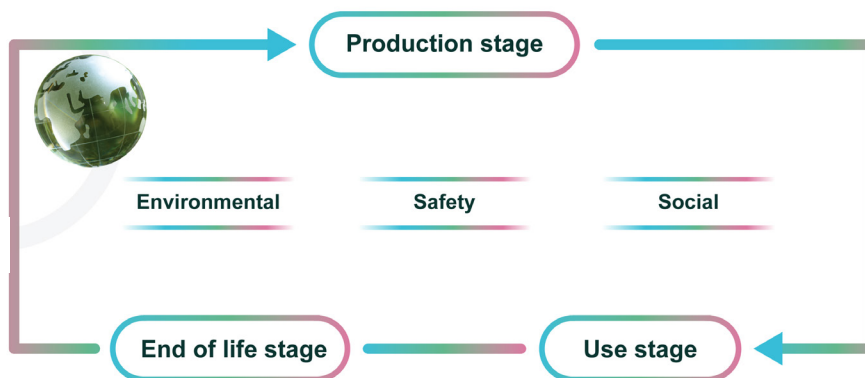 Production stage
Environmental
Safety
Social
End of life stage
Use stage